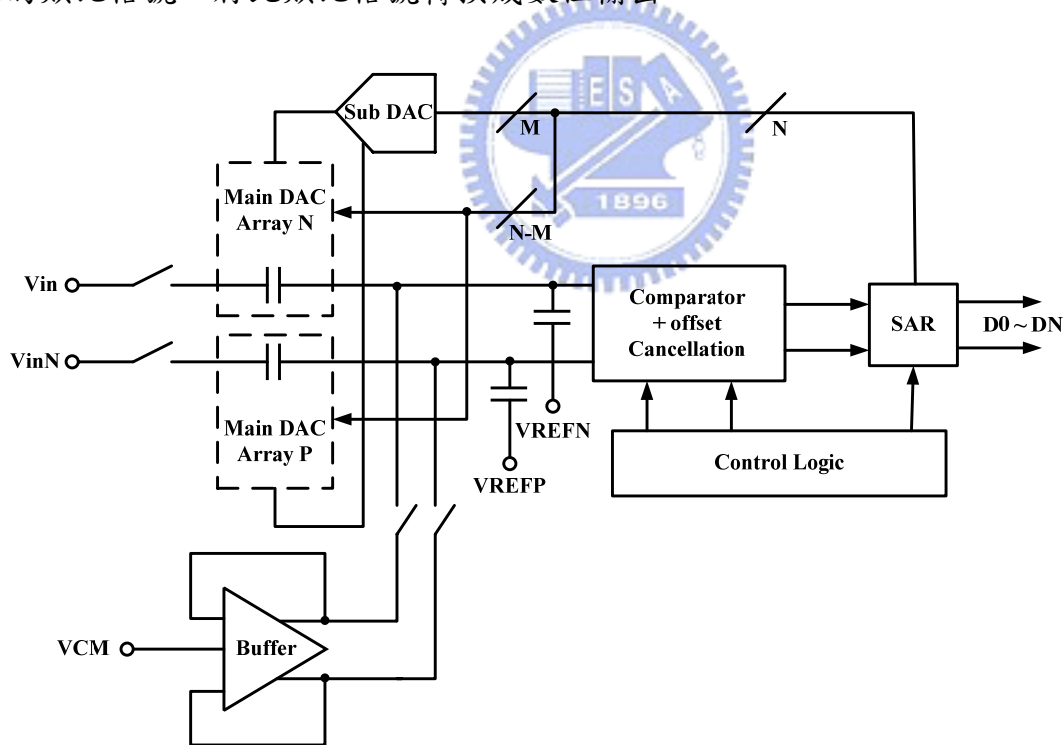 Sub DAC
M
N
Main DAC
Array N
N-M
1896
ESA
Vin
Comparator
+ offset
Cancellation
SAR
D0 ~ DN
VinN
Main DAC
Array P
VREFN
VREFP
Control Logic
VCM
Buffer